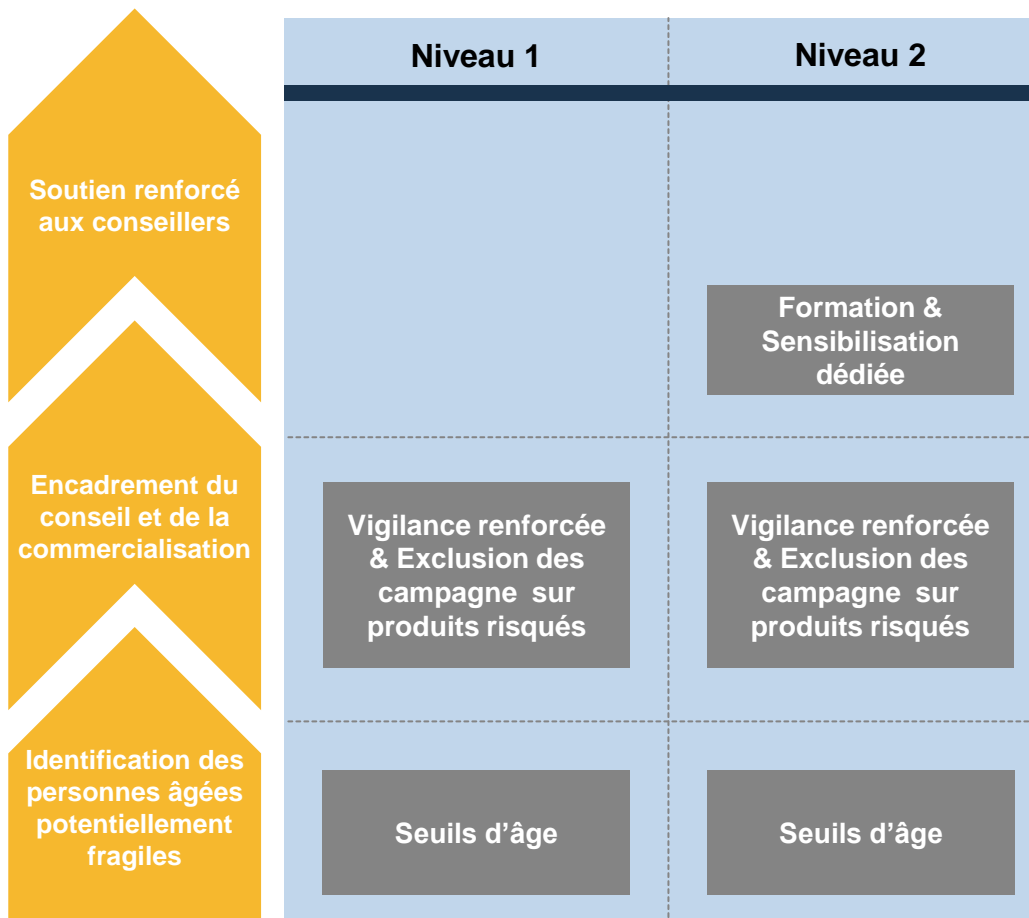 Niveau 1
Niveau 2
Soutien renforcé
aux conseillers
Formation &
Sensibilisation
dédiée
Encadrement du
conseil et de la
commercialisation
Vigilance renforcée
& Exclusion des
campagne sur
produits risqués
Vigilance renforcée
& Exclusion des
campagne sur
produits risqués
Identification des
personnes âgées
potentiellement
fragiles
Seuils d’âge
Seuils d’âge